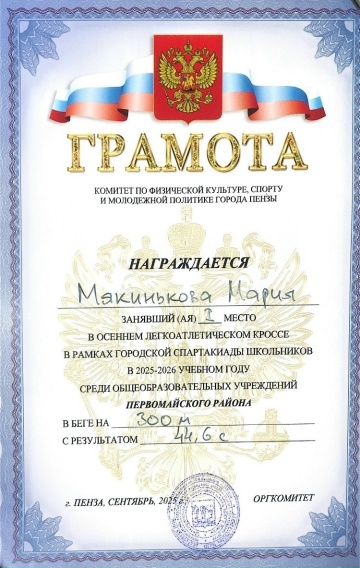 ГРАМОТА
КОМИТЕТ ПО ФИЗИЧЕСКОЙ КУЛЬТУРЕ, СПОРТУ
И МОЛОДЕЖНОЙ ПОЛИТИКЕ ГОРОДА ПЕНЗЫ
НАГРАЖДАЕТСЯ
Мякинькова Мария
ЗАНЯВШИЙ (АЯ) I МЕСТО
В ОСЕННЕМ ЛЕГКОАТЛЕТИЧЕСКОМ КРОССЕ
В РАМКАХ ГОРОДСКОЙ СПАРТАКИАДЫ ШКОЛЬНИКОВ
В 2025-2026 УЧЕБНОМ ГОДУ
СРЕДИ ОБЩЕОБРАЗОВАТЕЛЬНЫХ УЧРЕЖДЕНИЙ
ПЕРВОМАЙСКОГО РАЙОНА
В БЕГЕ НА 300 м
С РЕЗУЛЬТАТОМ 44,6 с
г. ПЕНЗА, СЕНТЯБРЬ, 2025 г. ОРГКОМИТЕТ